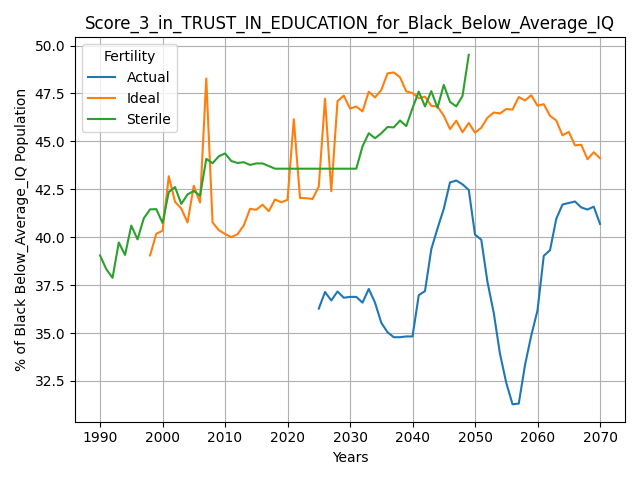 Score_3_in_TRUST_IN_EDUCATION_for_Black_Below_Average_IQ
% of Black Below_Average_IQ Population
50.0
47.5
45.0
42.5
40.0
37.5
35.0
32.5
Fertility
Actual
Ideal
Sterile
1990 2000 2010 2020 2030 2040 2050 2060 2070
Years